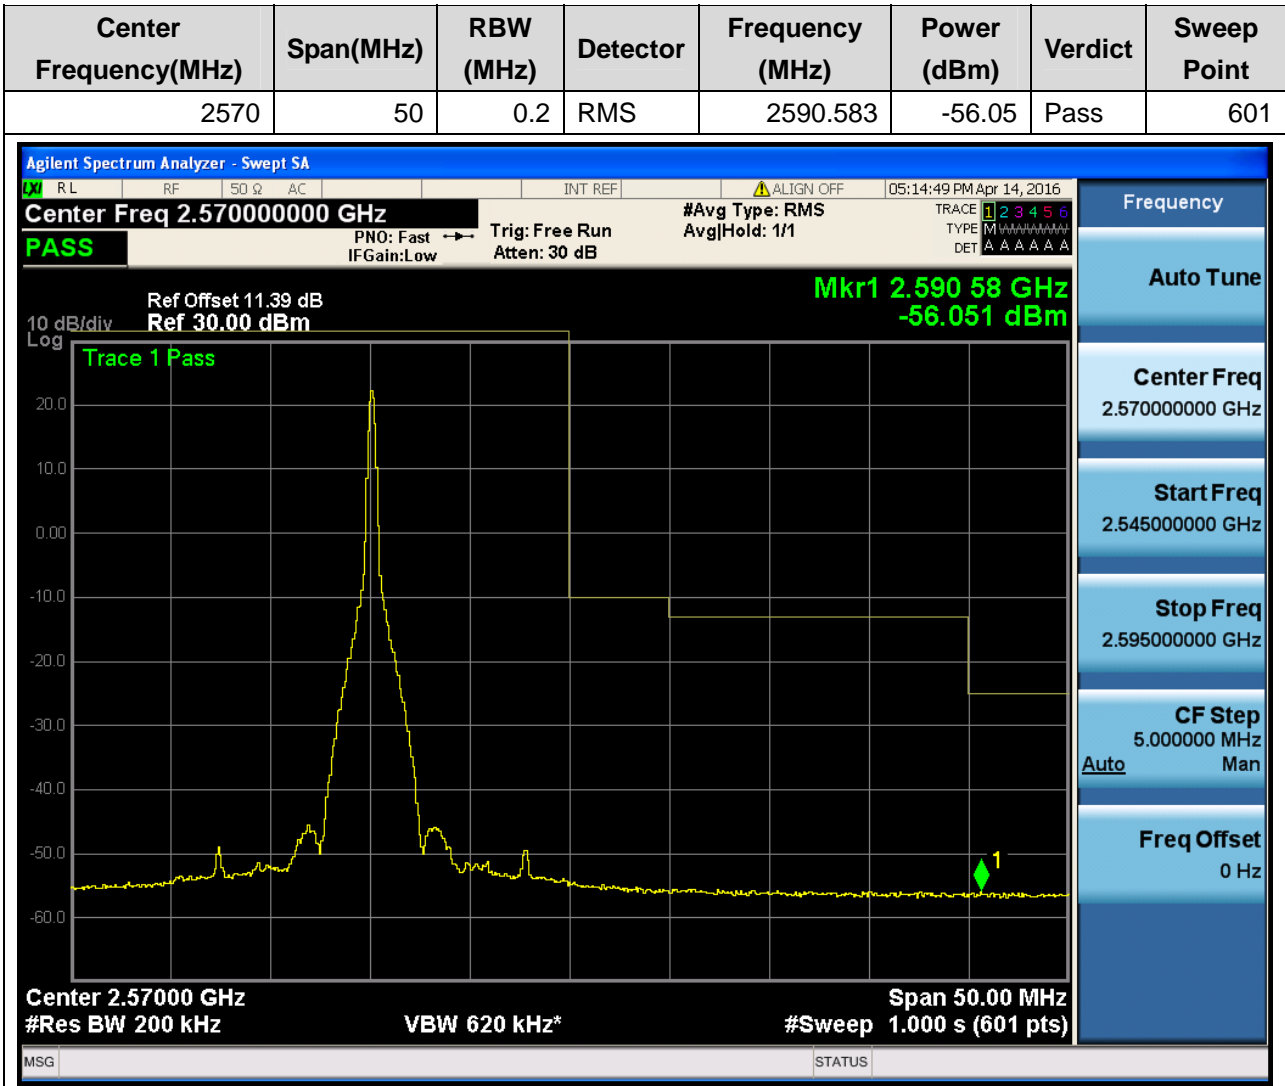 Center Frequency(MHz) Span(MHz) RBW (MHz) Detector Frequency (MHz) Power (dBm) Verdict Sweep Point
2570 50 0.2 RMS 2590.583 -56.05 Pass 601
Agilent Spectrum Analyzer - Swept SA
LXI RL RF 50 Ω AC INT REF ALIGN OFF 05:14:49 PM Apr 14, 2016
Center Freq 2.570000000 GHz
PASS
PNO: Fast
IFGain:Low
Trig: Free Run
Atten: 30 dB
#Avg Type: RMS
Avg|Hold: 1/1
TRACE 1 2 3 4 5 6
TYPE M
DET A A A A A A
Mkr1 2.590 58 GHz
-56.051 dBm
Ref Offset 11.39 dB
10 dB/div Ref 30.00 dBm
Log
Trace 1 Pass
20.0
10.0
0.00
-10.0
-20.0
-30.0
-40.0
-50.0
-60.0
1
Center 2.57000 GHz Span 50.00 MHz
#Res BW 200 kHz VBW 620 kHz* #Sweep 1.000 s (601 pts)
MSG STATUS
Frequency
Auto Tune
Center Freq
2.570000000 GHz
Start Freq
2.545000000 GHz
Stop Freq
2.595000000 GHz
CF Step
5.000000 MHz
Auto Man
Freq Offset
0 Hz